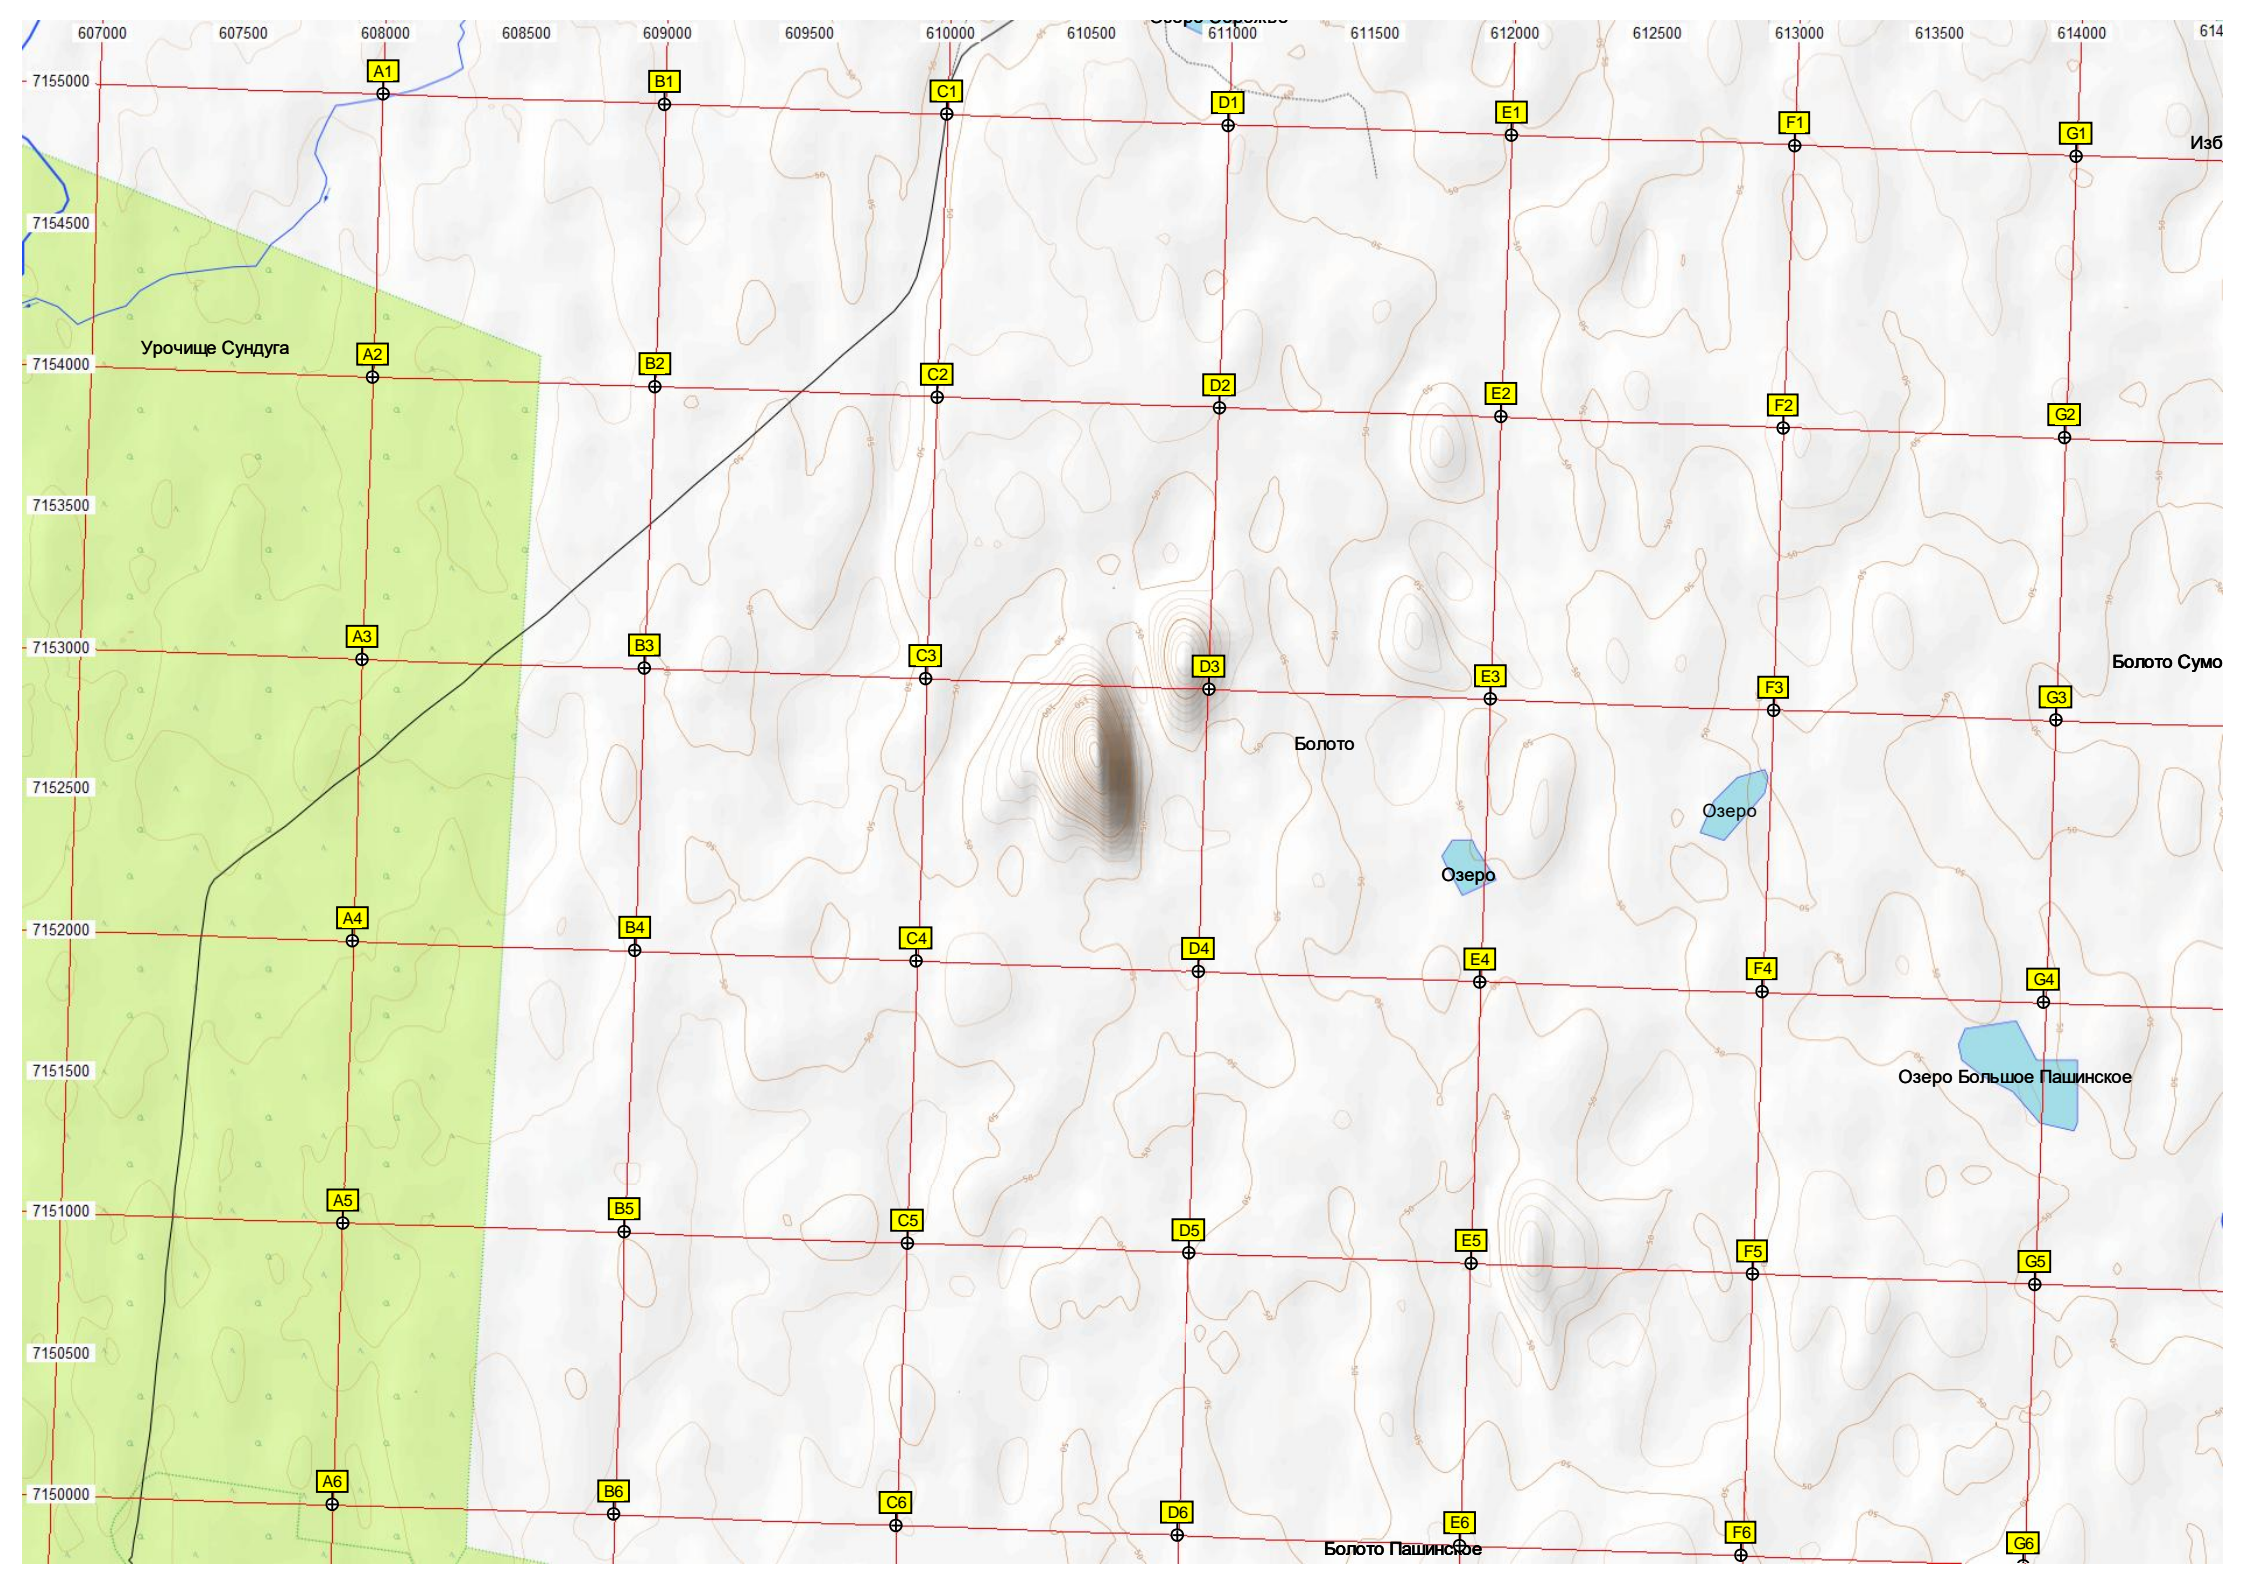 Озеро
607000 607500 608000 608500 609000 609500 610000 610500 611000 611500 612000 612500 613000 613500 614000 614
7155000
A1 B1 C1 D1 E1 F1 G1
Изб
7154500
Урочище Сундуга
7154000
A2 B2 C2 D2 E2 F2 G2
7153500
7153000
A3 B3 C3 D3 E3 F3 G3
Болото Сумо
Болото
7152500
Озеро
Озеро
7152000
A4 B4 C4 D4 E4 F4 G4
7151500
Озеро Большое Пашинское
7151000
A5 B5 C5 D5 E5 F5 G5
7150500
7150000
A6 B6 C6 D6 E6 F6 G6
Болото Пашинское